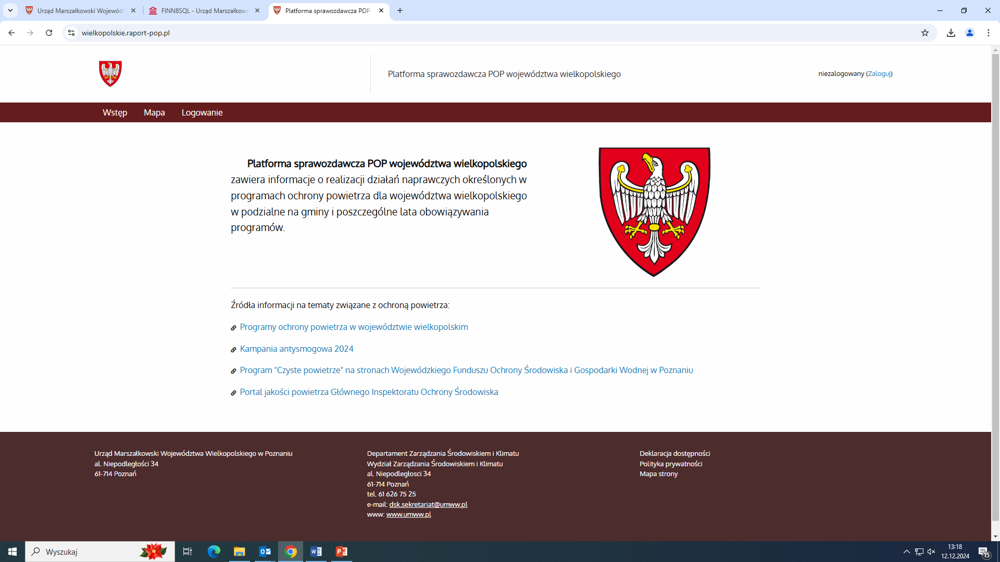 Urząd Marszałkowski Wojewód
FINN8SQL - Urząd Marszałkows
Platforma sprawozdawcza POP
wielkopolskie.raport-pop.pl
Platforma sprawozdawcza POP województwa wielkopolskiego
niezalogowany (Zaloguj)
Wstęp Mapa Logowanie
Platforma sprawozdawcza POP województwa wielkopolskiego
zawiera informacje o realizacji działań naprawczych określonych w
programach ochrony powietrza dla województwa wielkopolskiego
w podzialne na gminy i poszczególne lata obowiązywania
programów.
Źródła informacji na tematy związane z ochroną powietrza:
Programy ochrony powietrza w województwie wielkopolskim
Kampania antysmogowa 2024
Program "Czyste powietrze" na stronach Wojewódzkiego Funduszu Ochrony Środowiska i Gospodarki Wodnej w Poznaniu
Portal jakości powietrza Głównego Inspektoratu Ochrony Środowiska
Urząd Marszałkowski Województwa Wielkopolskiego w Poznaniu
al. Niepodległości 34
61-714 Poznań
Departament Zarządzania Środowiskiem i Klimatu
Wydział Zarządzania Środowiskiem i Klimatu
al. Niepodległosci 34
61-714 Poznań
tel. 61 626 75 25
e-mail: dsk.sekretariat@umww.pl
www: www.umww.pl
Deklaracja dostępności
Polityka prywatności
Mapa strony
Wyszukaj
13:18
12.12.2024
15